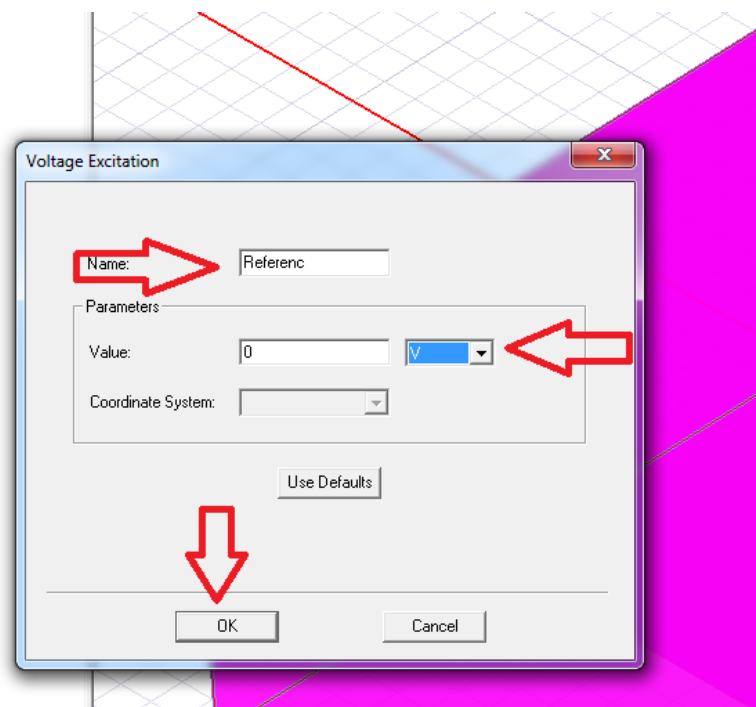 Voltage Excitation
Name: Referenc
Parameters
Value: 0 V
Coordinate System:
Use Defaults
OK Cancel